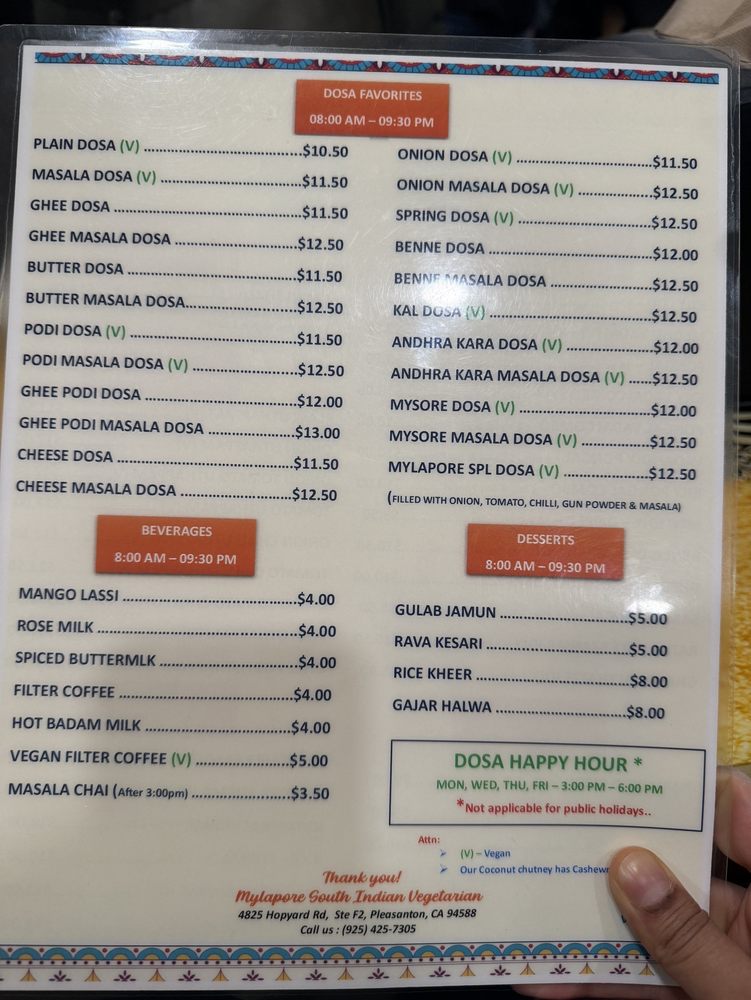 DOSA FAVORITES
08:00 AM – 09:30 PM
PLAIN DOSA (V) ....................................$10.50
MASALA DOSA (V) ................................$11.50
GHEE DOSA ..........................................$11.50
GHEE MASALA DOSA ...........................$12.50
BUTTER DOSA .....................................$11.50
BUTTER MASALA DOSA.........................$12.50
PODI DOSA (V) .....................................$11.50
PODI MASALA DOSA (V) ........................$12.50
GHEE PODI DOSA ..................................$12.00
GHEE PODI MASALA DOSA ....................$13.00
CHEESE DOSA ......................................$11.50
CHEESE MASALA DOSA .........................$12.50
ONION DOSA (V) ..............................$11.50
ONION MASALA DOSA (V) ..................$12.50
SPRING DOSA (V) ..............................$12.50
BENNE DOSA ....................................$12.00
BENNE MASALA DOSA .......................$12.50
KAL DOSA (V) ....................................$12.50
ANDHRA KARA DOSA (V) ...................$12.00
ANDHRA KARA MASALA DOSA (V) ......$12.50
MYSORE DOSA (V) .............................$12.00
MYSORE MASALA DOSA (V) ...............$12.50
MYLAPORE SPL DOSA (V) ...................$12.50
(FILLED WITH ONION, TOMATO, CHILLI, GUN POWDER & MASALA)
BEVERAGES
8:00 AM – 09:30 PM
MANGO LASSI ..........................................$4.00
ROSE MILK ..............................................$4.00
SPICED BUTTERMLK .................................$4.00
FILTER COFFEE .........................................$4.00
HOT BADAM MILK ...................................$4.00
VEGAN FILTER COFFEE (V) ........................$5.00
MASALA CHAI (After 3:00pm) ....................$3.50
DESSERTS
8:00 AM – 09:30 PM
GULAB JAMUN ...........................$5.00
RAVA KESARI ..............................$5.00
RICE KHEER ................................$8.00
GAJAR HALWA ...........................$8.00
DOSA HAPPY HOUR *
MON, WED, THU, FRI – 3:00 PM – 6:00 PM
*Not applicable for public holidays..
Attn:
➢ (V) – Vegan
➢ Our Coconut chutney has
Thank you!
Mylapore South Indian Vegetarian
4825 Hopyard Rd, Ste F2, Pleasanton, CA 94588
Call us : (925) 425-7305